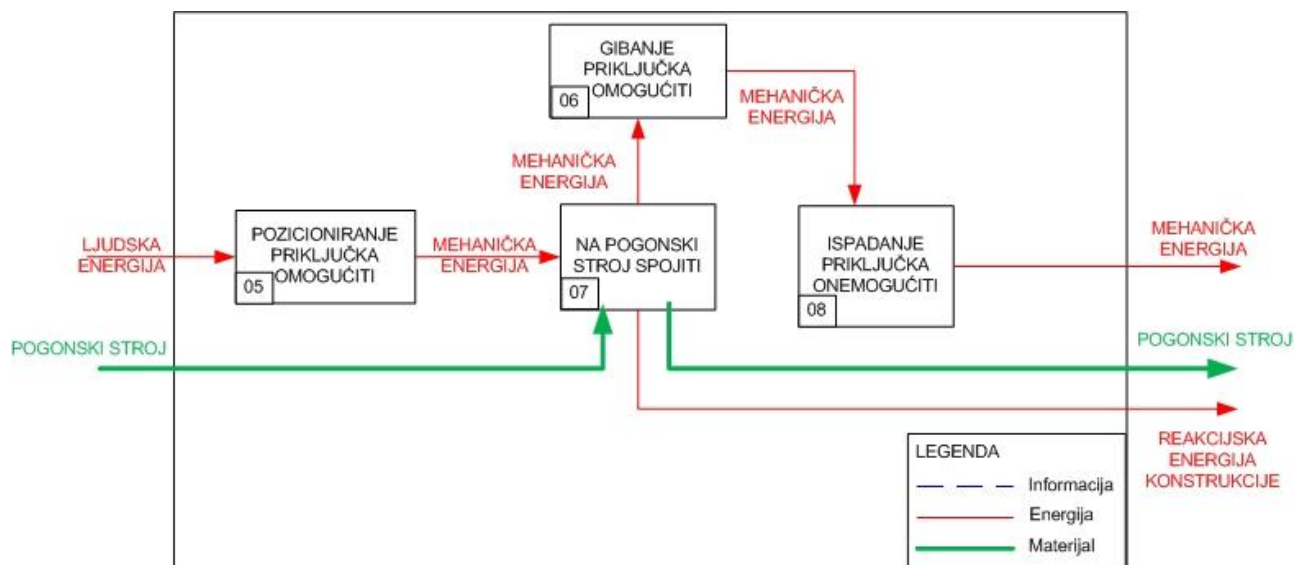 GIBANJE
PRIKLJUČKA
OMOGUĆITI
06
MEHANIČKA
ENERGIJA
MEHANIČKA
ENERGIJA
LJUDSKA
ENERGIJA
POZICIONIRANJE
PRIKLJUČKA
OMOGUĆITI
05
MEHANIČKA
ENERGIJA
NA POGONSKI
STROJ SPOJITI
07
ISPADANJE
PRIKLJUČKA
ONEMOGUĆITI
08
MEHANIČKA
ENERGIJA
POGONSKI STROJ
POGONSKI STROJ
REAKCIJSKA
ENERGIJA
KONSTRUKCIJE
LEGENDA
Informacija
Energija
Materijal